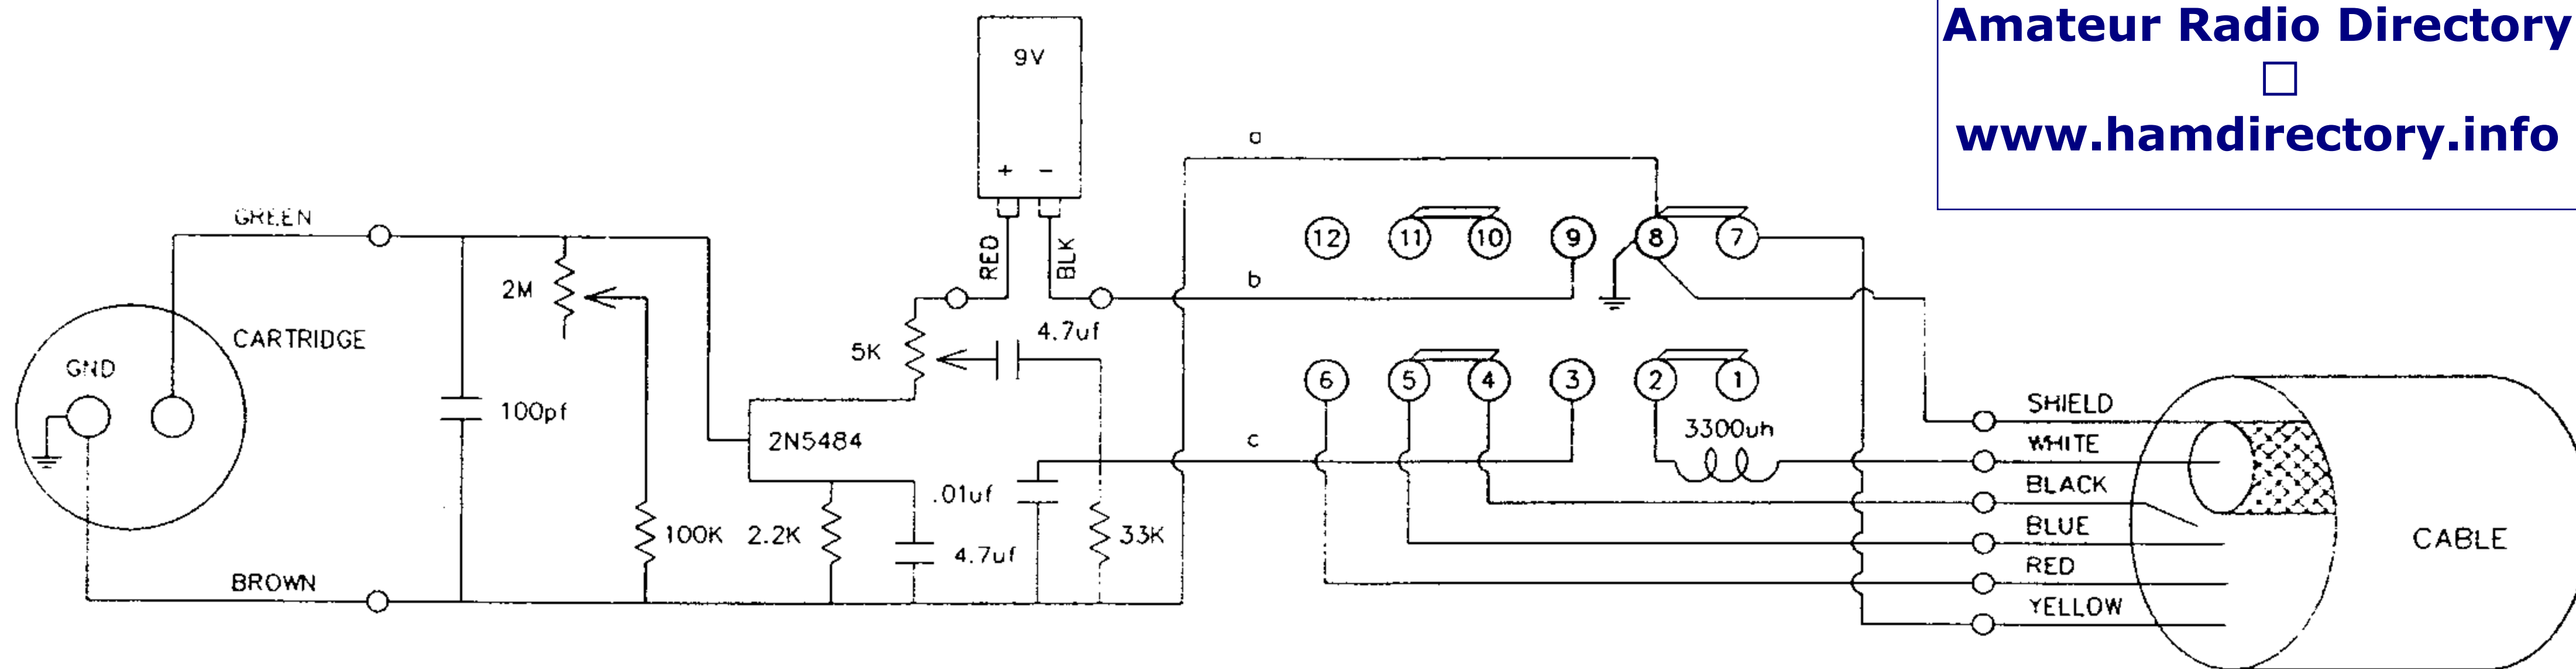 Amateur Radio Directory
www.hamdirectory.info
9V
+ -
RED
BLK
a
b
c
GREEN
CARTRIDGE
GND
BROWN
2M
100pf
100K
2.2K
2N5484
5K
4.7uf
4.7uf
.01uf
33K
12 11 10 9 8 7
6 5 4 3 2 1
3300uh
SHIELD
WHITE
BLACK
BLUE
RED
YELLOW
CABLE